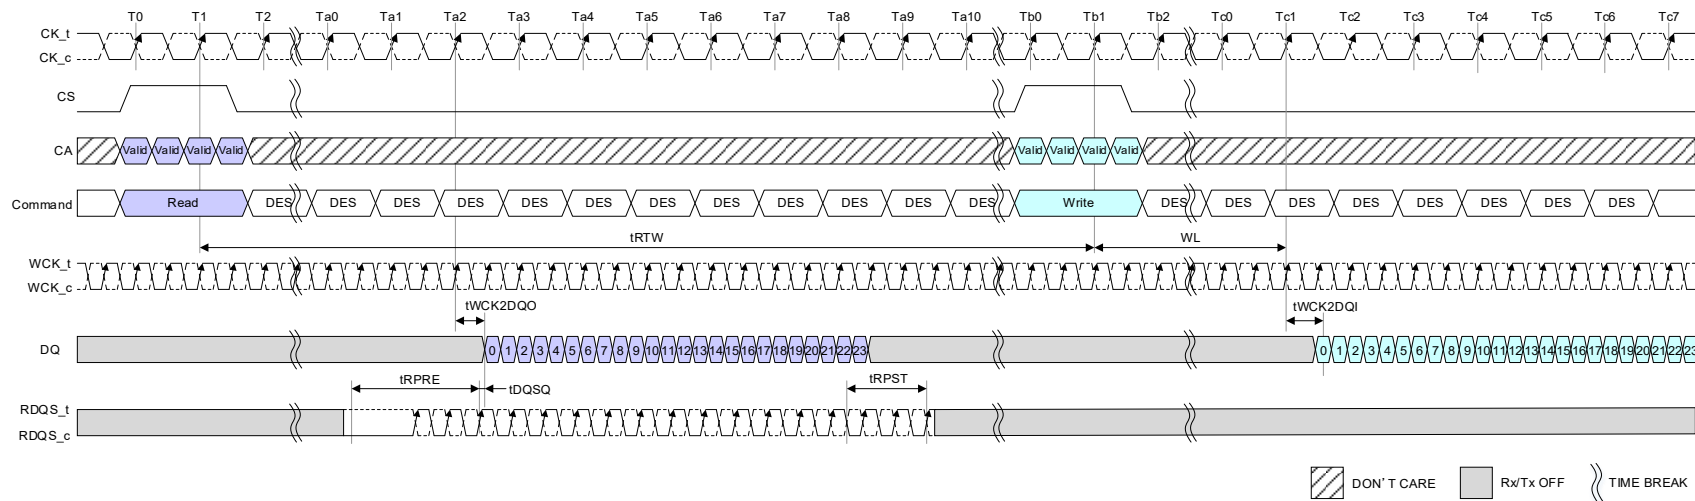 T0 T1 T2 Ta0 Ta1 Ta2 Ta3 Ta4 Ta5 Ta6 Ta7 Ta8 Ta9 Ta10 Tb0 Tb1 Tb2 Tc0 Tc1 Tc2 Tc3 Tc4 Tc5 Tc6 Tc7
CK_t
CK_c
CS
CA Valid Valid Valid Valid Valid Valid Valid Valid
Command Read DES DES DES DES DES DES DES DES DES DES DES DES Write DES DES DES DES DES DES DES DES
tRTW WL
WCK_t
WCK_c
tWCK2DQO tWCK2DQI
DQ 0 1 2 3 4 5 6 7 8 9 10 11 12 13 14 15 16 17 18 19 20 21 22 23 0 1 2 3 4 5 6 7 8 9 10 11 12 13 14 15 16 17 18 19 20 21 22 23
tRPRE tDQSQ tRPST
RDQS_t
RDQS_c
DON'T CARE Rx/Tx OFF TIME BREAK